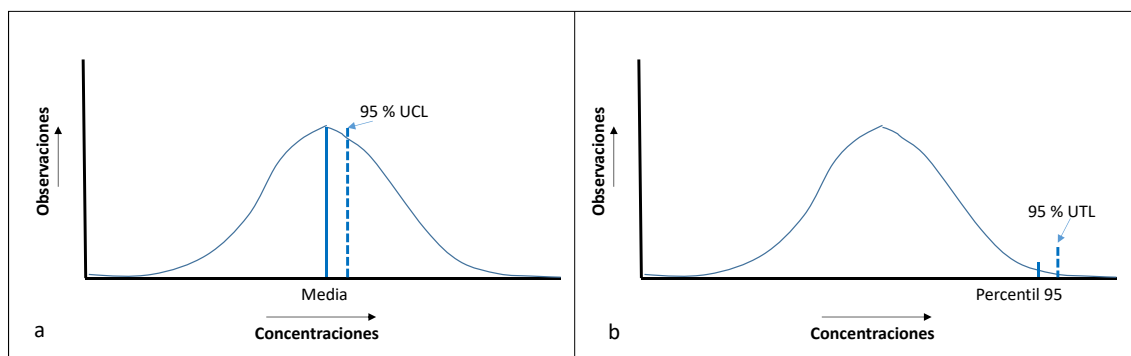 Observaciones
95 % UCL
Media
Concentraciones
a
Observaciones
95 % UTL
Percentil 95
Concentraciones
b